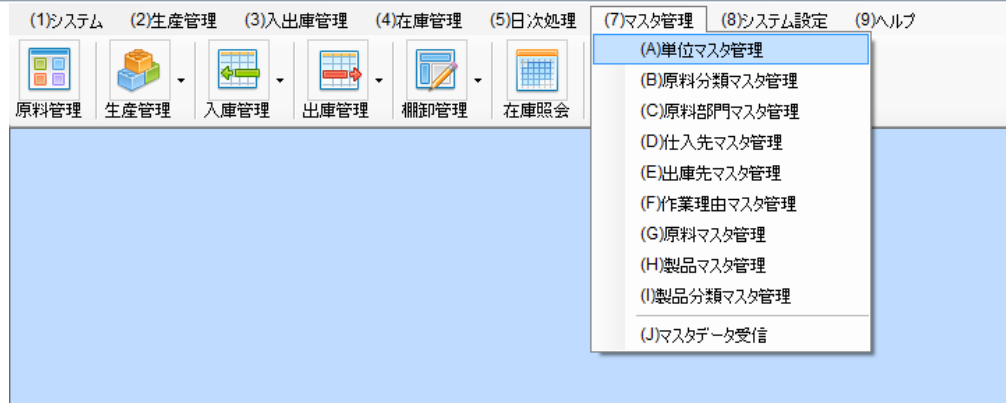 (1)システム (2)生産管理 (3)入出庫管理 (4)在庫管理 (5)日次処理 (7)マスタ管理 (8)システム設定 (9)ヘルプ
原料管理 生産管理 入庫管理 出庫管理 棚卸管理 在庫照会
(A)単位マスタ管理
(B)原料分類マスタ管理
(C)原料部門マスタ管理
(D)仕入先マスタ管理
(E)出庫先マスタ管理
(F)作業理由マスタ管理
(G)原料マスタ管理
(H)製品マスタ管理
(I)製品分類マスタ管理
(J)マスタデータ受信